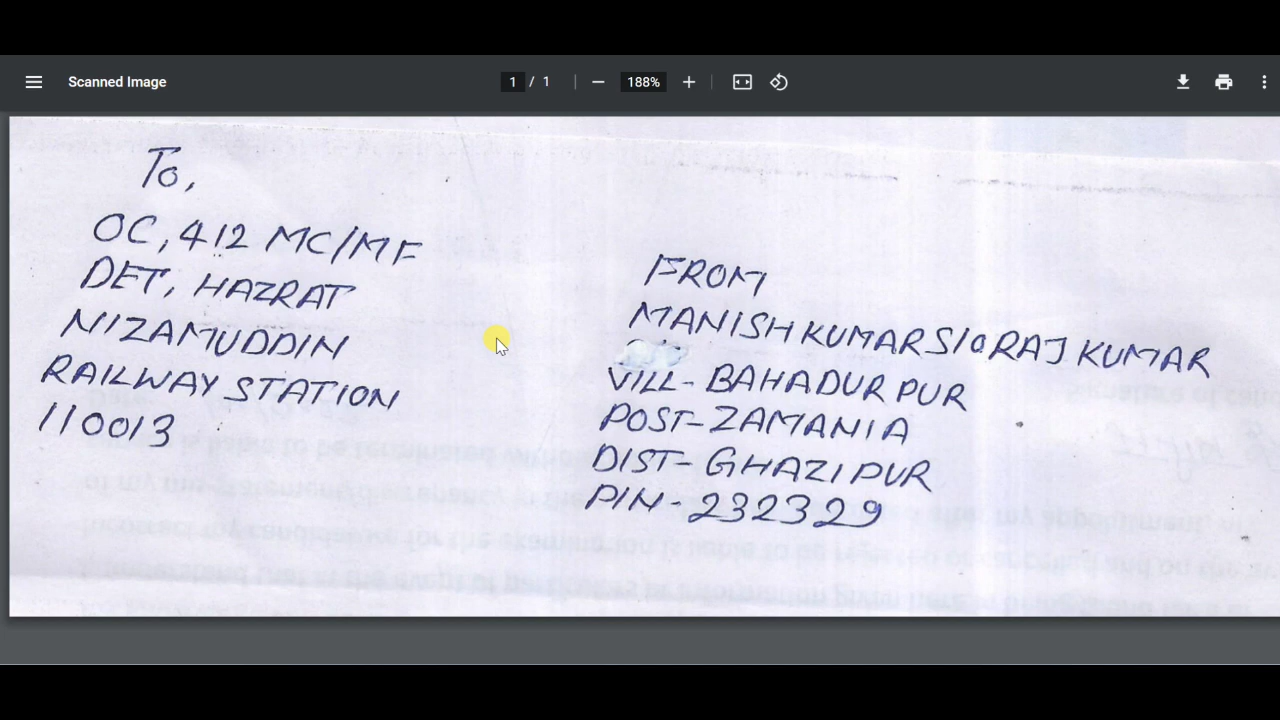 Scanned Image
1 / 1
188%
To,
OC, 412 MC/MF
DET, HAZRAT
NIZAMUDDIN
RAILWAY STATION
110013
FROM
MANISH KUMAR S/O RAJ KUMAR
VILL- BAHADUR PUR
POST- ZAMANIA
DIST- GHAZIPUR
PIN- 232329